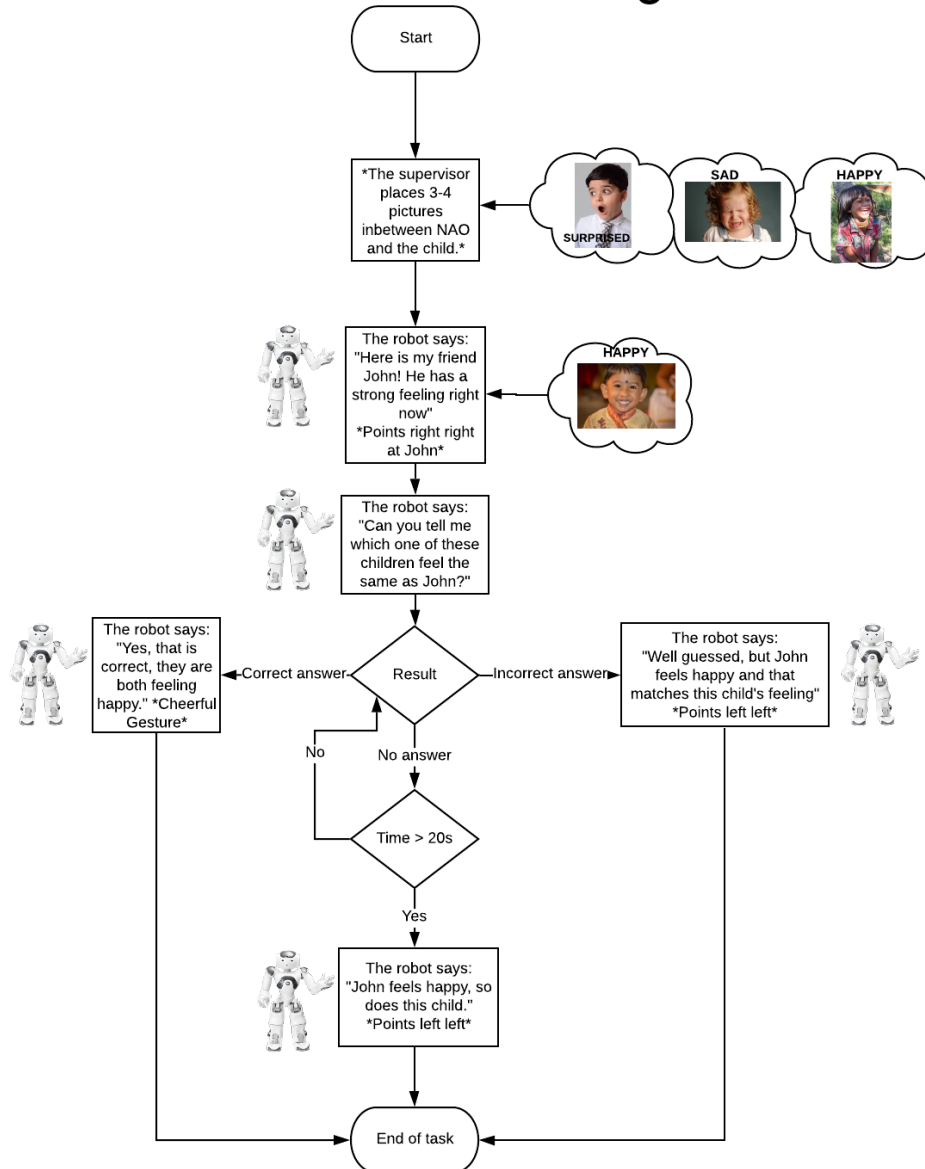 Start
*The supervisor
places 3-4
pictures
inbetween NAO
and the child.*
SURPRISED
SAD
HAPPY
The robot says:
"Here is my friend
John! He has a
strong feeling right
now"
*Points right right
at John*
HAPPY
The robot says:
"Can you tell me
which one of these
children feel the
same as John?"
The robot says:
"Yes, that is
correct, they are
both feeling
happy." *Cheerful
Gesture*
Correct answer
Result
Incorrect answer
The robot says:
"Well guessed, but John
feels happy and that
matches this child's feeling"
*Points left left*
No
No answer
Time > 20s
Yes
The robot says:
"John feels happy, so
does this child."
*Points left left*
End of task